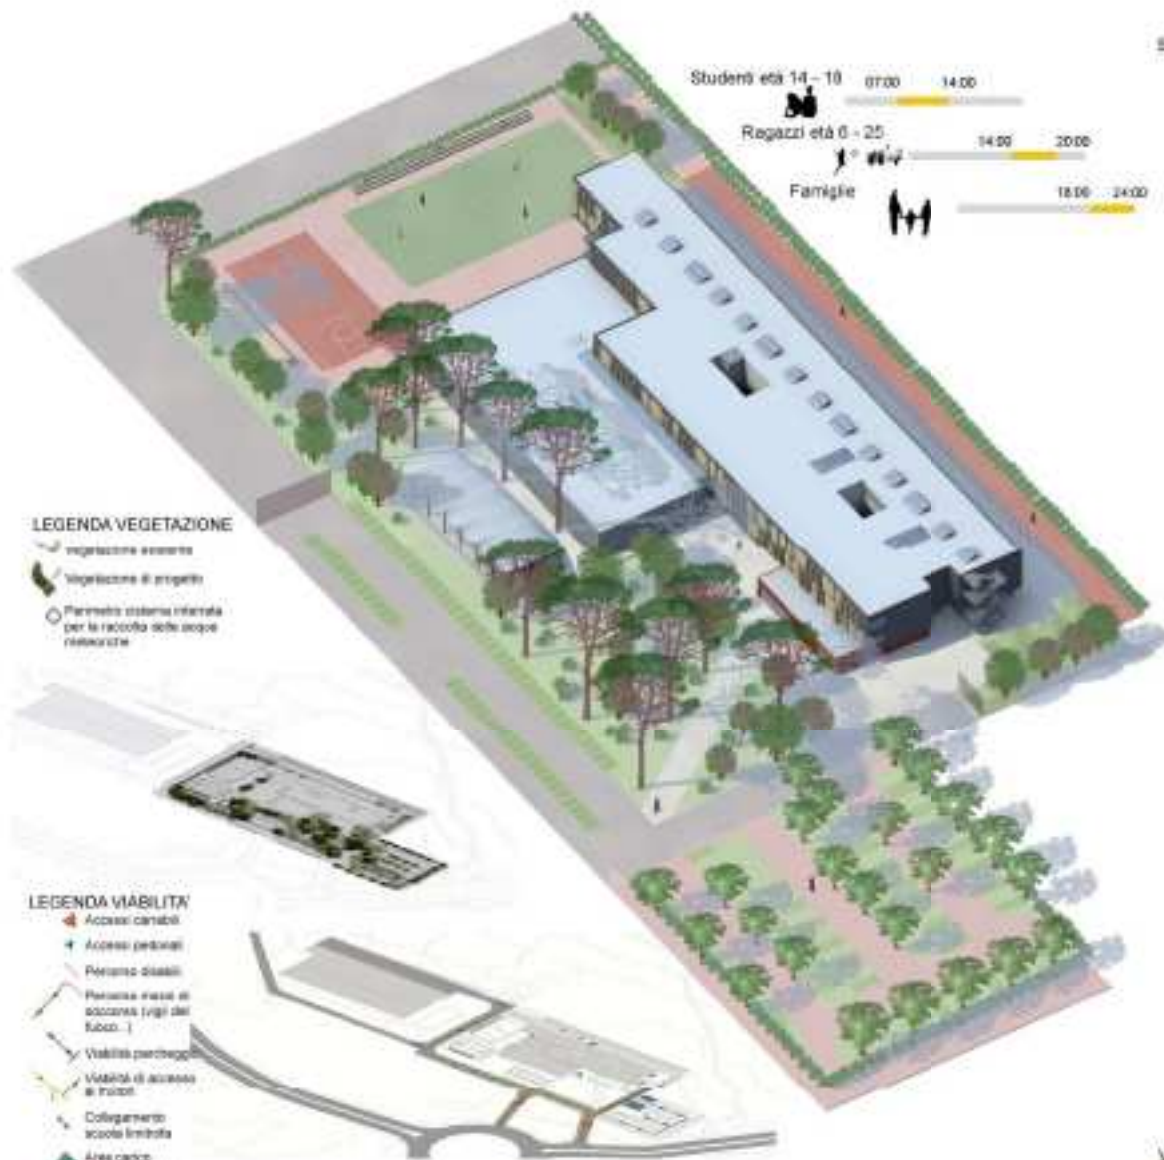 Studenti età 14 - 18 07:00 14:00
Ragazzi età 6 - 25 14:00 20:00
Famiglie 18:00 24:00
LEGENDA VEGETAZIONE
vegetazione esistente
Vegetazione di progetto
Perimetro cisterna interrata
per la raccolta delle acque
meteoriche
LEGENDA VIABILITA'
Accessi carrabili
Accessi pedonali
Percorso disabili
Percorso mezzi di
soccorso (vigili del
fuoco...)
Viabilità parcheggio
Viabilità di accesso
Collegamento
scuola limitrofa
Area carico